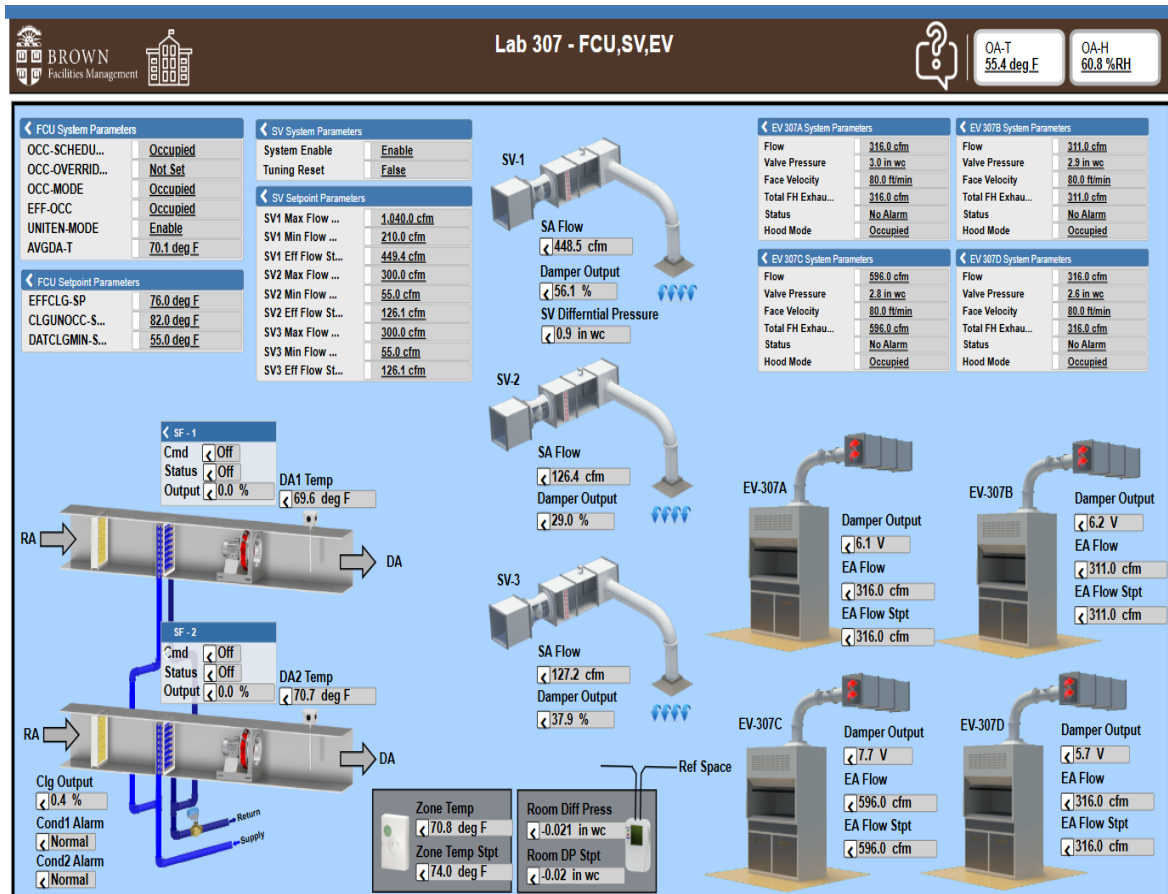 BROWN
Facilities Management
Lab 307 - FCU,SV,EV
OA-T
55.4 deg F
OA-H
60.8 %RH
FCU System Parameters
OCC-SCHEDU... Occupied
OCC-OVERRID... Not Set
OCC-MODE Occupied
EFF-OCC Occupied
UNITEN-MODE Enable
AVGDA-T 70.1 deg F
FCU Setpoint Parameters
EFFCLG-SP 76.0 deg F
CLGUNOCC-S... 82.0 deg F
DATCLGMIN-S... 55.0 deg F
SV System Parameters
System Enable Enable
Tuning Reset False
SV Setpoint Parameters
SV1 Max Flow ... 1,040.0 cfm
SV1 Min Flow ... 210.0 cfm
SV1 Eff Flow St... 449.4 cfm
SV2 Max Flow ... 300.0 cfm
SV2 Min Flow ... 55.0 cfm
SV2 Eff Flow St... 126.1 cfm
SV3 Max Flow ... 300.0 cfm
SV3 Min Flow ... 55.0 cfm
SV3 Eff Flow St... 126.1 cfm
SV-1
SA Flow
448.5 cfm
Damper Output
56.1 %
SV Differntial Pressure
0.9 in wc
SV-2
SA Flow
126.4 cfm
Damper Output
29.0 %
SV-3
SA Flow
127.2 cfm
Damper Output
37.9 %
EV 307A System Parameters
Flow 316.0 cfm
Valve Pressure 3.0 in wc
Face Velocity 80.0 ft/min
Total FH Exhau... 316.0 cfm
Status No Alarm
Hood Mode Occupied
EV 307B System Parameters
Flow 311.0 cfm
Valve Pressure 2.9 in wc
Face Velocity 80.0 ft/min
Total FH Exhau... 311.0 cfm
Status No Alarm
Hood Mode Occupied
EV 307C System Parameters
Flow 596.0 cfm
Valve Pressure 2.8 in wc
Face Velocity 80.0 ft/min
Total FH Exhau... 596.0 cfm
Status No Alarm
Hood Mode Occupied
EV 307D System Parameters
Flow 316.0 cfm
Valve Pressure 2.6 in wc
Face Velocity 80.0 ft/min
Total FH Exhau... 316.0 cfm
Status No Alarm
Hood Mode Occupied
SF - 1
Cmd Off
Status Off
Output 0.0 %
DA1 Temp
69.6 deg F
RA
DA
SF - 2
Cmd Off
Status Off
Output 0.0 %
DA2 Temp
70.7 deg F
RA
DA
Clg Output
0.4 %
Cond1 Alarm
Normal
Cond2 Alarm
Normal
Return
Supply
Zone Temp
70.8 deg F
Zone Temp Stpt
74.0 deg F
Room Diff Press
-0.021 in wc
Room DP Stpt
-0.02 in wc
Ref Space
EV-307A
Damper Output
6.1 V
EA Flow
316.0 cfm
EA Flow Stpt
316.0 cfm
EV-307B
Damper Output
6.2 V
EA Flow
311.0 cfm
EA Flow Stpt
311.0 cfm
EV-307C
Damper Output
7.7 V
EA Flow
596.0 cfm
EA Flow Stpt
596.0 cfm
EV-307D
Damper Output
5.7 V
EA Flow
316.0 cfm
EA Flow Stpt
316.0 cfm